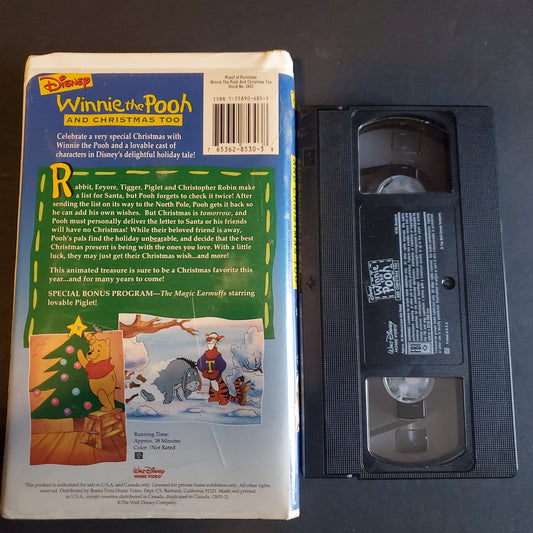 Disney
Winnie the Pooh
AND CHRISTMAS TOO
Celebrate a very special Christmas with
Winnie the Pooh and a lovable cast of
characters in Disney's delightful holiday tale!
Proof of Purchase
Winnie The Pooh And Christmas Too
Stock No. 2853
ISBN 1-55890-685-1
7 65362-8530-3 8
Rabbit, Eeyore, Tigger, Piglet and Christopher Robin make
a list for Santa, but Pooh forgets to check it twice! After
sending the list on its way to the North Pole, Pooh gets it back so
he can add his own wishes. But Christmas is tomorrow, and
Pooh must personally deliver the letter to Santa or his friends
will have no Christmas! While their beloved friend is away,
Pooh's pals find the holiday unbearable, and decide that the best
Christmas present is being with the ones you love. With a little
luck, they may just get their Christmas wish...and more!
This animated treasure is sure to be a Christmas favorite this
year...and for many years to come!
SPECIAL BONUS PROGRAM—The Magic Earmuffs starring
lovable Piglet!
T
Running Time:
Approx. 38 Minutes
Color /Not Rated
Walt Disney
HOME VIDEO
This product is authorized for sale in U.S.A. and Canada only. Licensed for private home exhibition only. All other rights
reserved. Distributed by Buena Vista Home Video, Dept. CS, Burbank, California 91521. Made and printed in
U.S.A., except cassettes distributed in Canada, duplicated in Canada. (2853-2)
©The Walt Disney Company.
Disney
Winnie the
Pooh
AND CHRISTMAS TOO
Walt Disney
HOME VIDEO